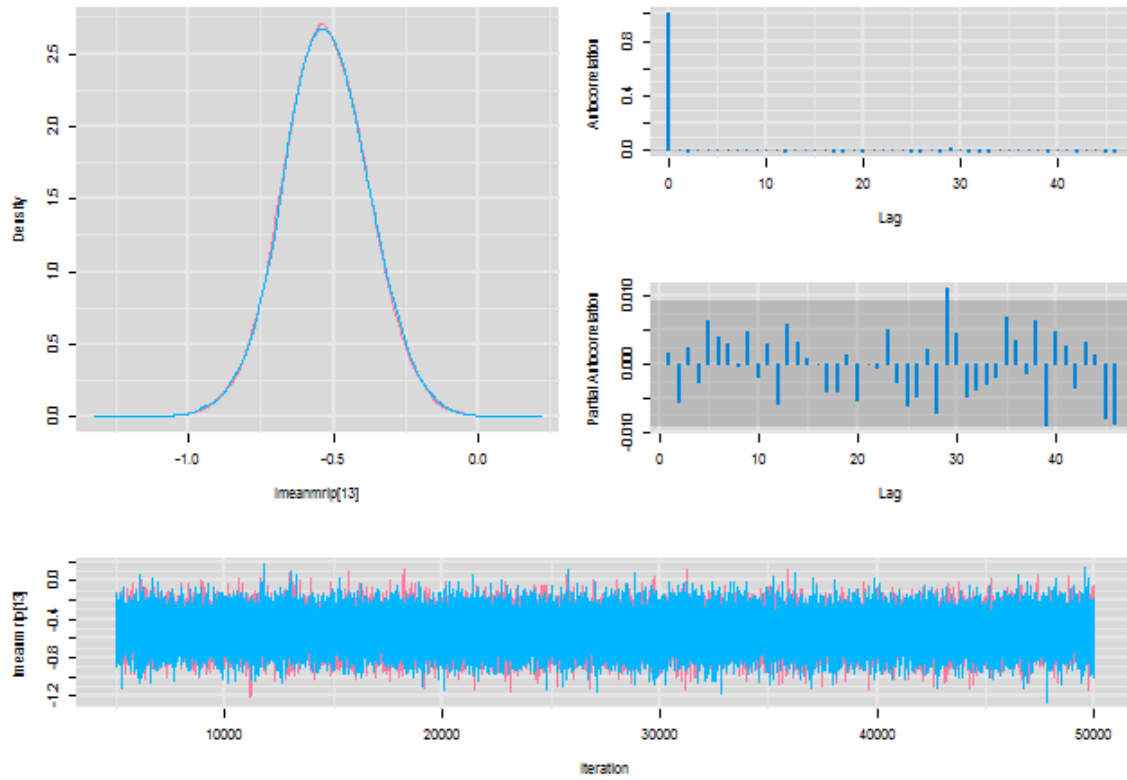 Density
0.0 0.5 1.0 1.5 2.0 2.5
-1.0 -0.5 0.0
lmeanmrip[13]
Autocorrelation
0.0 0.4 0.8
0 10 20 30 40
Lag
Partial Autocorrelation
-0.010 0.000 0.010
0 10 20 30 40
Lag
lmeanmrip[13]
-1.2 -0.8 -0.4 0.0
10000 20000 30000 40000 50000
Iteration